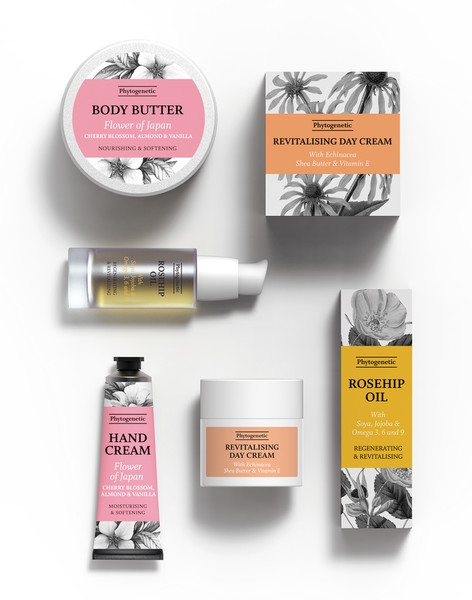 Phytogenetic
BODY BUTTER
Flower of Japan
CHERRY BLOSSOM, ALMOND & VANILLA
NOURISHING & SOFTENING
Phytogenetic
REVITALISING DAY CREAM
With Echinacea
Shea Butter & Vitamin E
Phytogenetic
ROSEHIP
OIL
With
Phytogenetic
ROSEHIP
OIL
With
Soya, Jojoba &
Omega 3, 6 and 9
REGENERATING
& REVITALISING
Phytogenetic
HAND
CREAM
Flower
of Japan
CHERRY BLOSSOM,
ALMOND & VANILLA
MOISTURISING
& SOFTENING
Phytogenetic
REVITALISING
DAY CREAM
With Echinacea
Shea Butter & Vitamin E